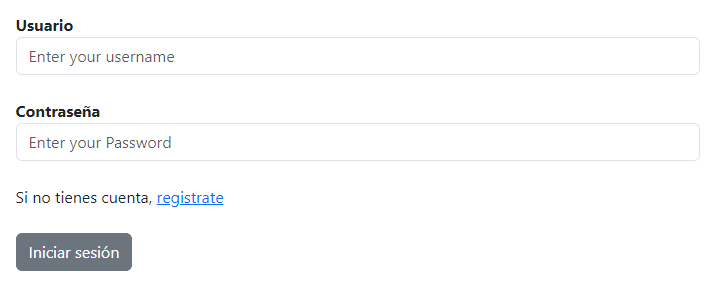 Usuario
Enter your username
Contraseña
Enter your Password
Si no tienes cuenta, registrate
Iniciar sesión